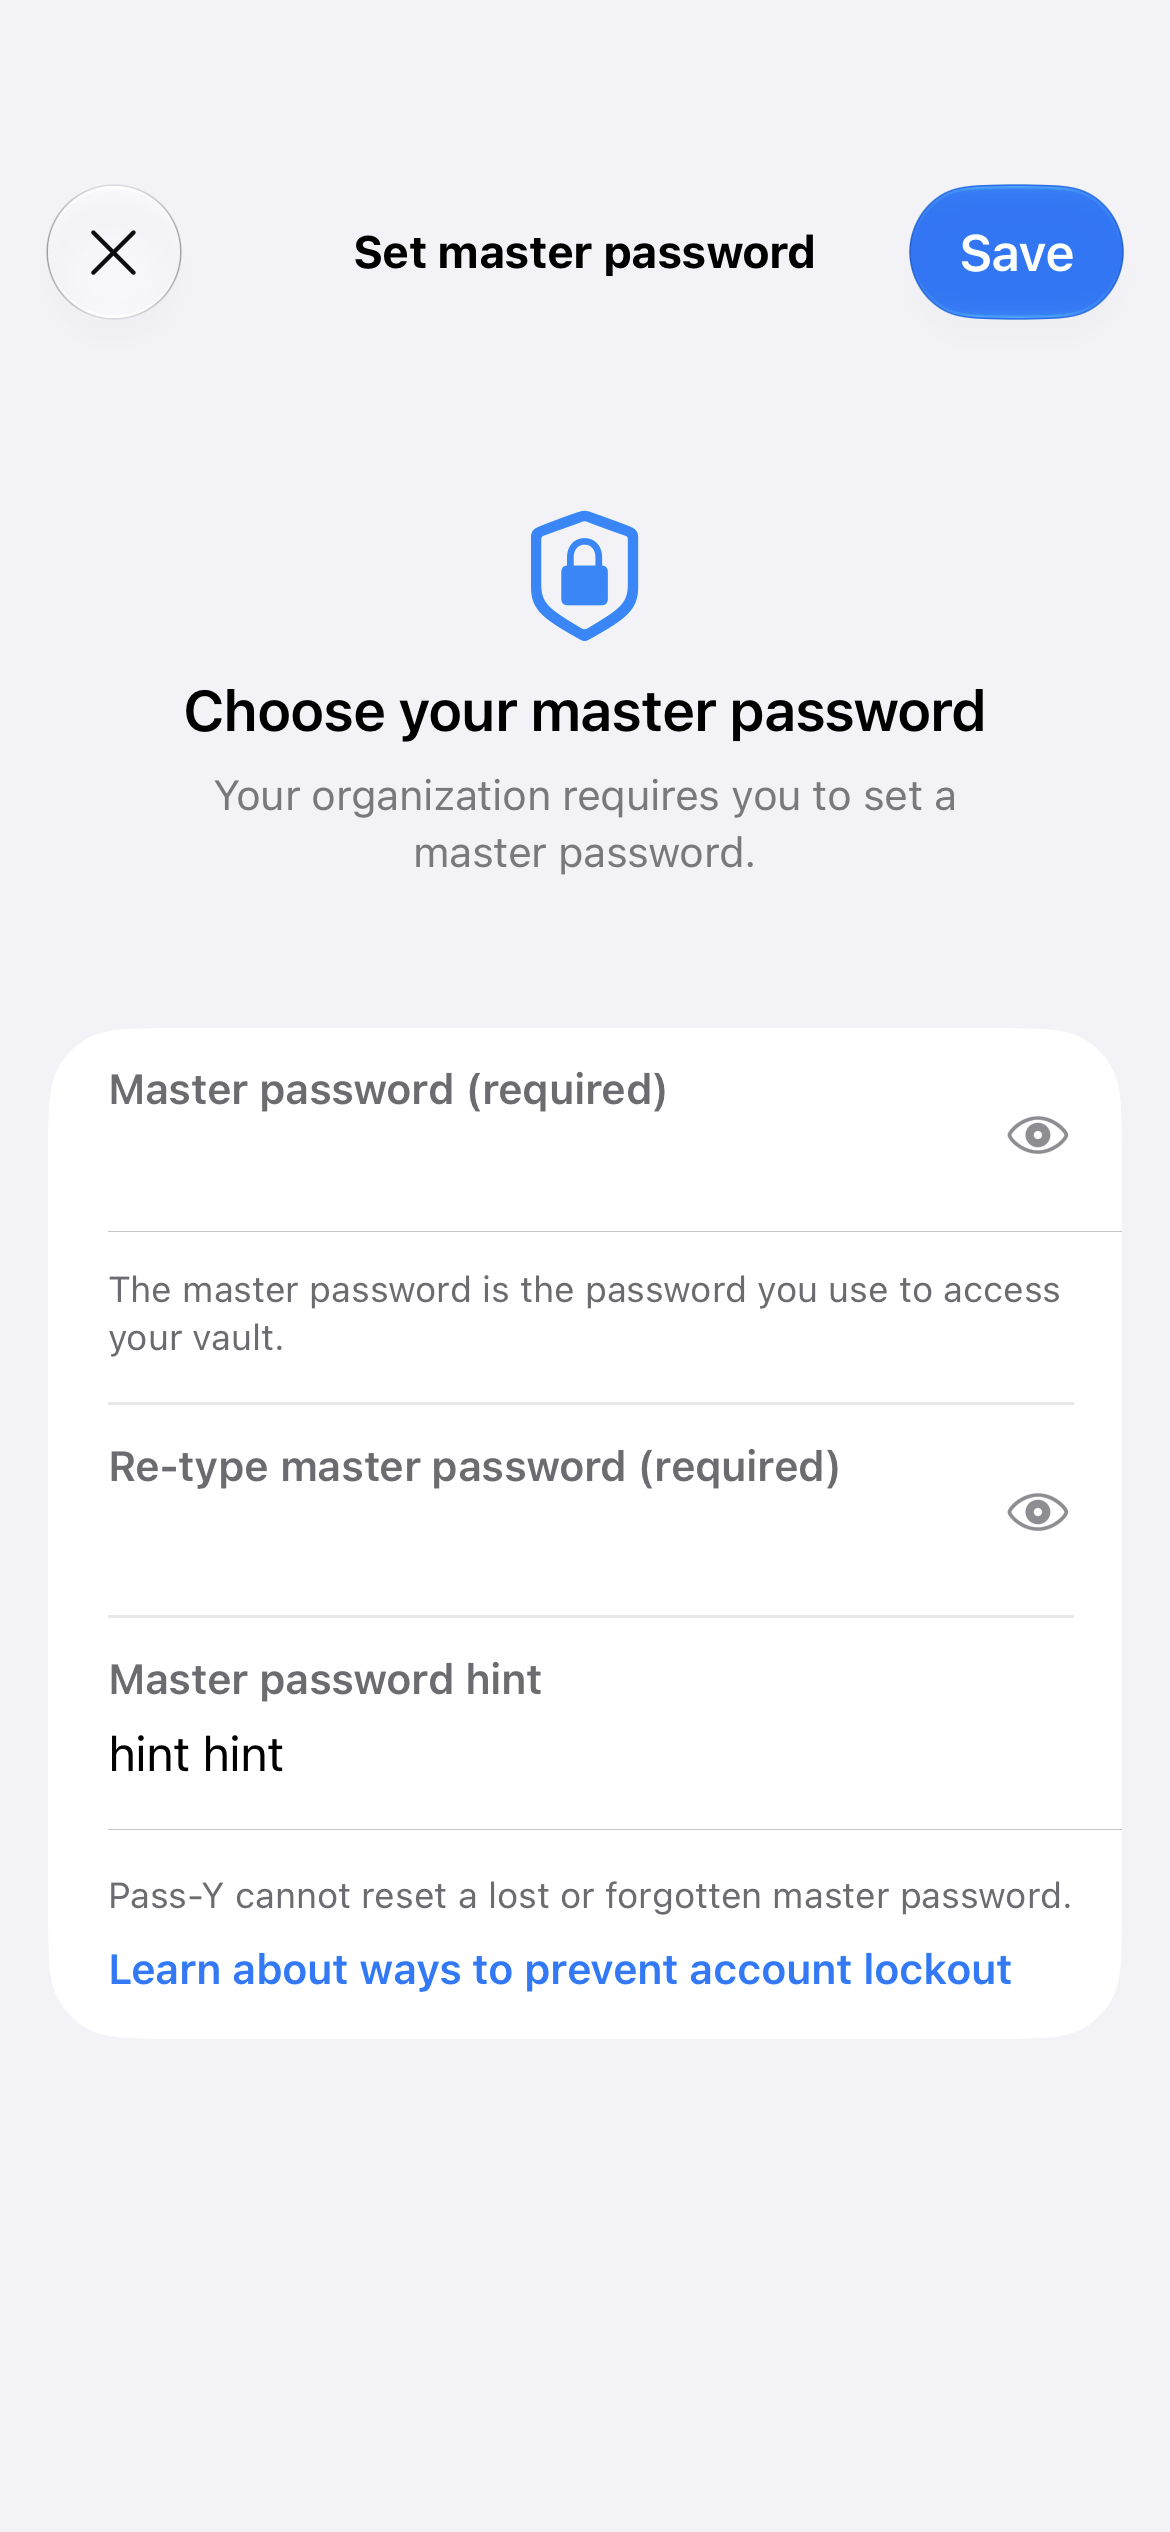 Set master password
Save
Choose your master password
Your organization requires you to set a
master password.
Master password (required)
The master password is the password you use to access
your vault.
Re-type master password (required)
Master password hint
hint hint
Pass-Y cannot reset a lost or forgotten master password.
Learn about ways to prevent account lockout